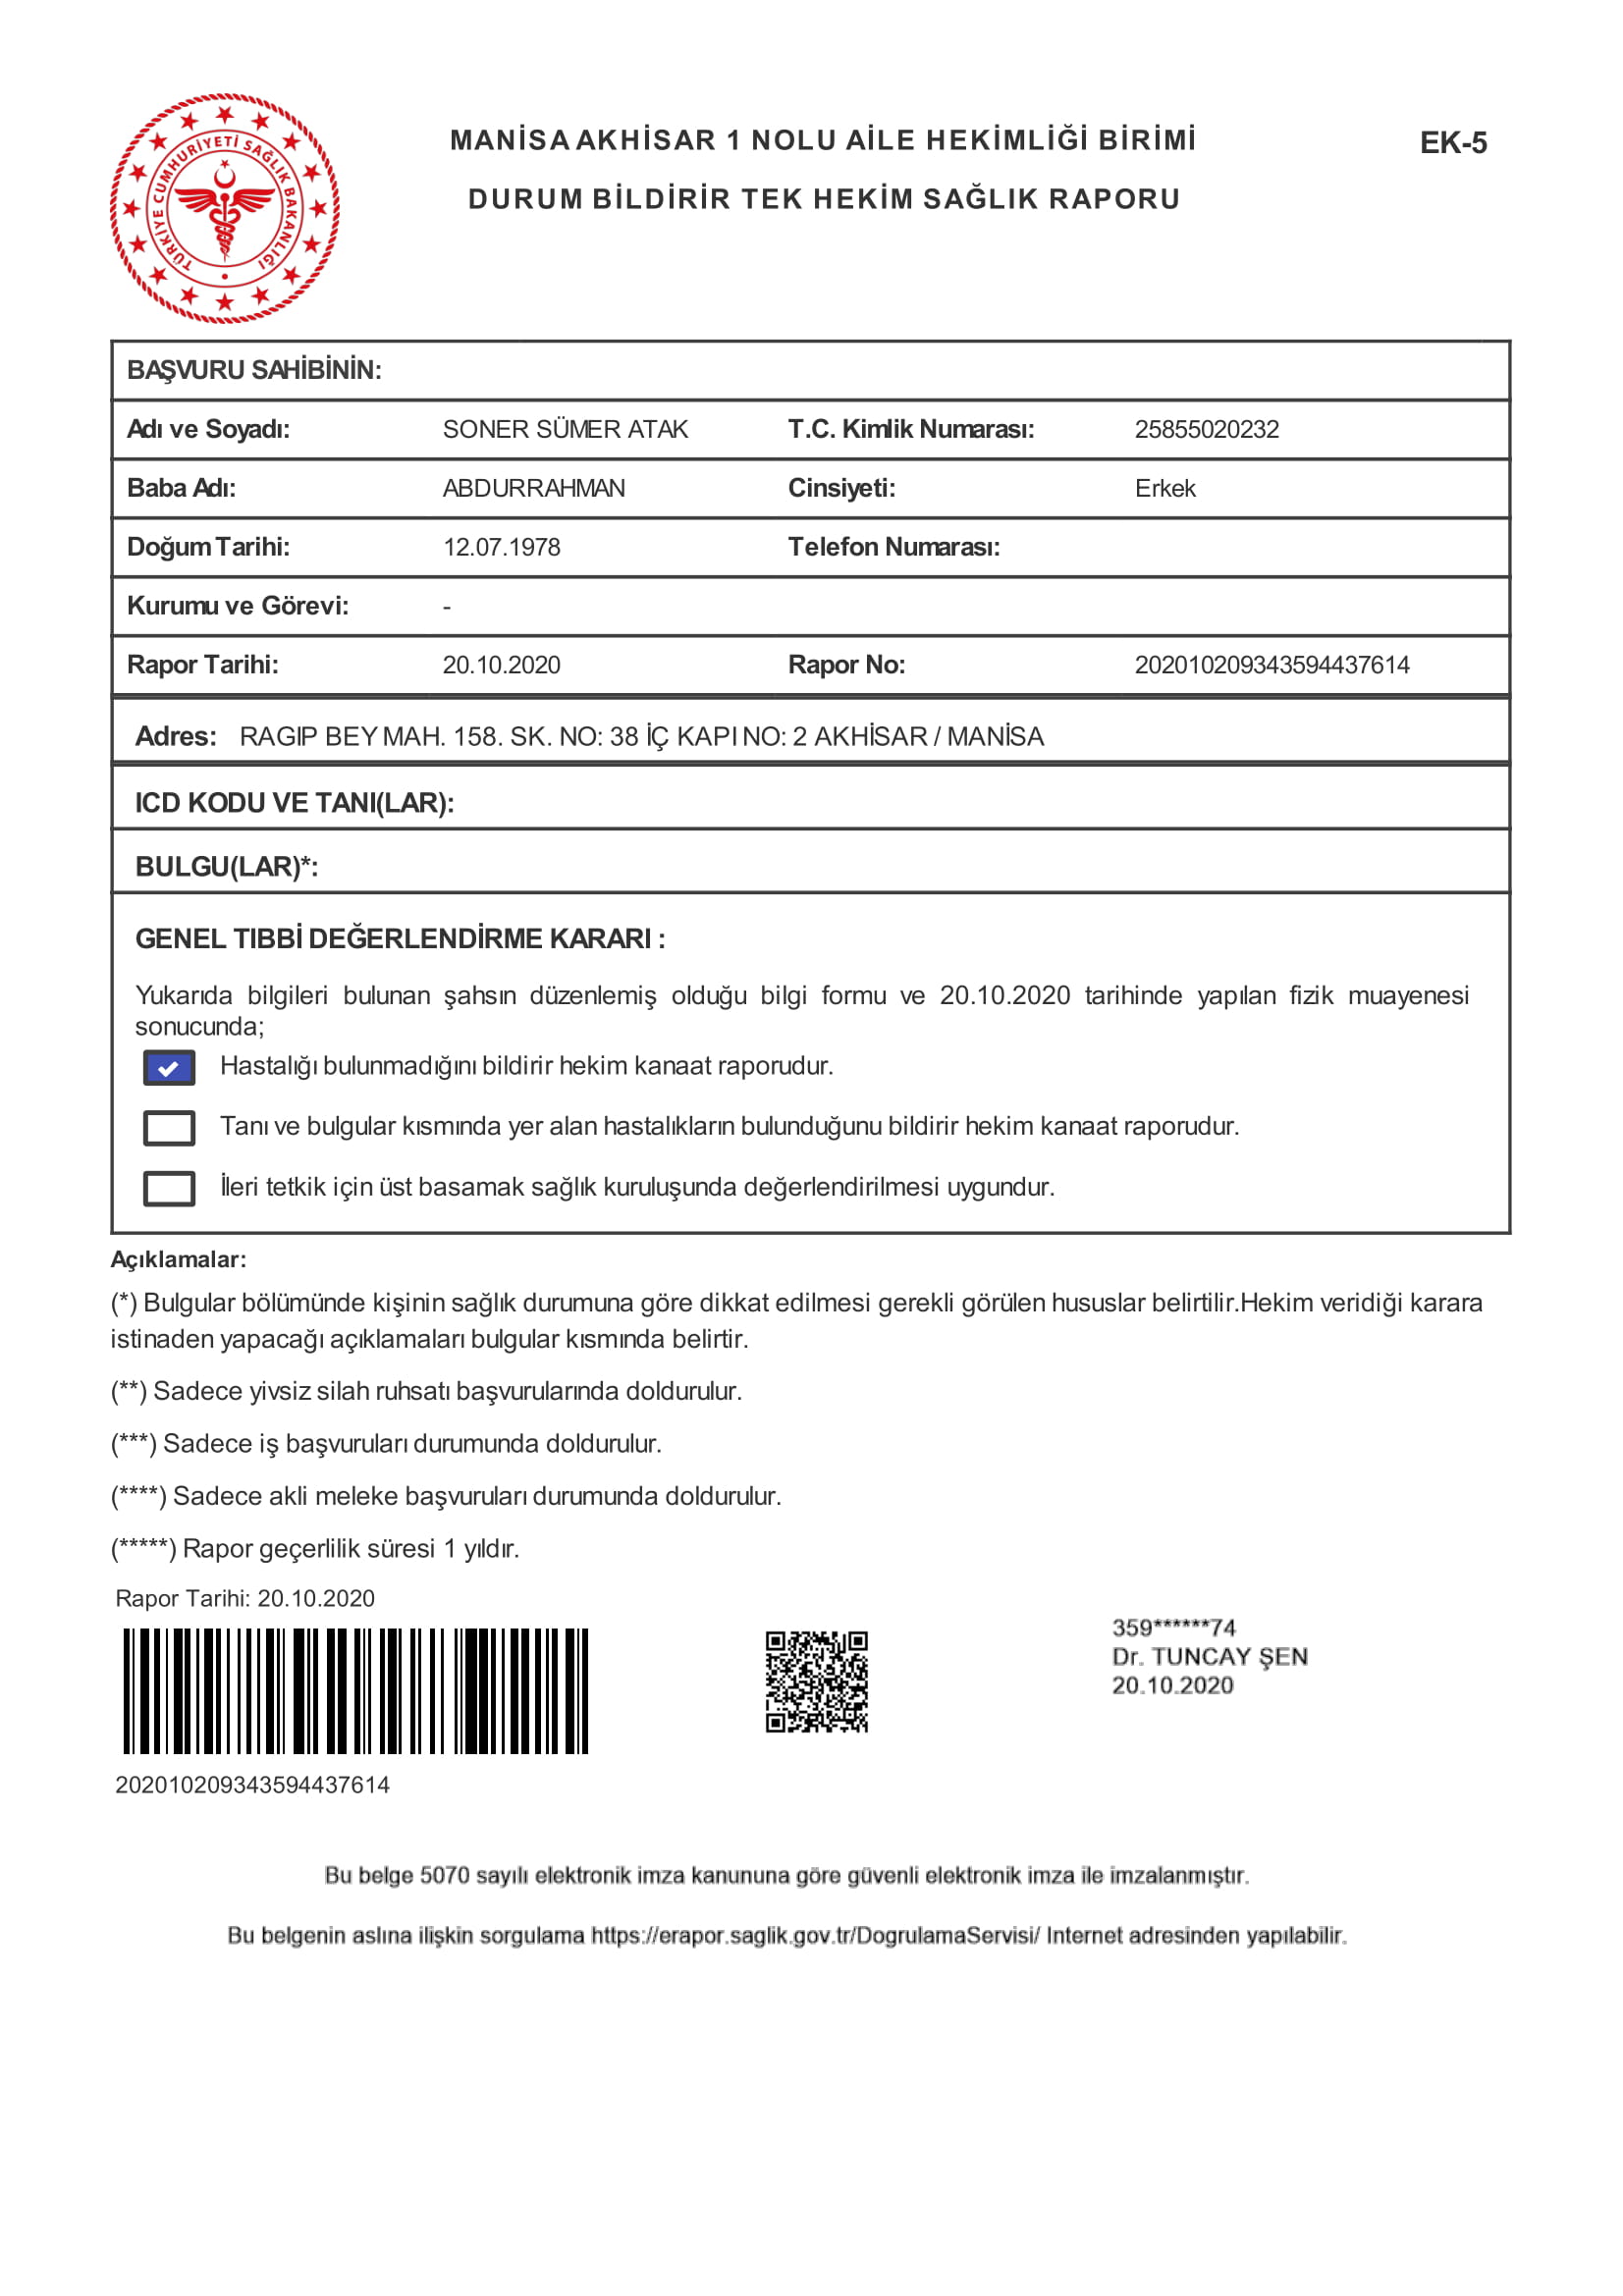 TÜRKİYE CUMHURİYETİ SAĞLIK BAKANLIĞI
MANİSA AKHİSAR 1 NOLU AİLE HEKİMLİĞİ BİRİMİ
EK-5
DURUM BİLDİRİR TEK HEKİM SAĞLIK RAPORU
BAŞVURU SAHİBİNİN:
Adı ve Soyadı: SONER SÜMER ATAK T.C. Kimlik Numarası: 25855020232
Baba Adı: ABDURRAHMAN Cinsiyeti: Erkek
Doğum Tarihi: 12.07.1978 Telefon Numarası:
Kurumu ve Görevi: -
Rapor Tarihi: 20.10.2020 Rapor No: 202010209343594437614
Adres: RAGIP BEY MAH. 158. SK. NO: 38 İÇ KAPI NO: 2 AKHİSAR / MANİSA
ICD KODU VE TANI(LAR):
BULGU(LAR)*:
GENEL TIBBİ DEĞERLENDİRME KARARI :
Yukarıda bilgileri bulunan şahsın düzenlemiş olduğu bilgi formu ve 20.10.2020 tarihinde yapılan fizik muayenesi
sonucunda;
Hastalığı bulunmadığını bildirir hekim kanaat raporudur.
Tanı ve bulgular kısmında yer alan hastalıkların bulunduğunu bildirir hekim kanaat raporudur.
İleri tetkik için üst basamak sağlık kuruluşunda değerlendirilmesi uygundur.
Açıklamalar:
(*) Bulgular bölümünde kişinin sağlık durumuna göre dikkat edilmesi gerekli görülen hususlar belirtilir.Hekim veridiği karara
istinaden yapacağı açıklamaları bulgular kısmında belirtir.
(**) Sadece yivsiz silah ruhsatı başvurularında doldurulur.
(***) Sadece iş başvuruları durumunda doldurulur.
(****) Sadece akli meleke başvuruları durumunda doldurulur.
(*****) Rapor geçerlilik süresi 1 yıldır.
Rapor Tarihi: 20.10.2020
359******74
Dr. TUNCAY ŞEN
20.10.2020
202010209343594437614
Bu belge 5070 sayılı elektronik imza kanununa göre güvenli elektronik imza ile imzalanmıştır.
Bu belgenin aslına ilişkin sorgulama https://erapor.saglik.gov.tr/DogrulamaServisi/ Internet adresinden yapılabilir.